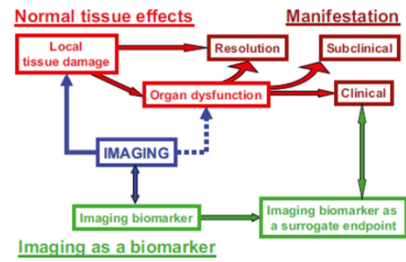 Normal tissue effects
Manifestation
Local
tissue damage
Resolution
Subclinical
Organ dysfunction
Clinical
IMAGING
Imaging biomarker
Imaging biomarker as
a surrogate endpoint
Imaging as a biomarker